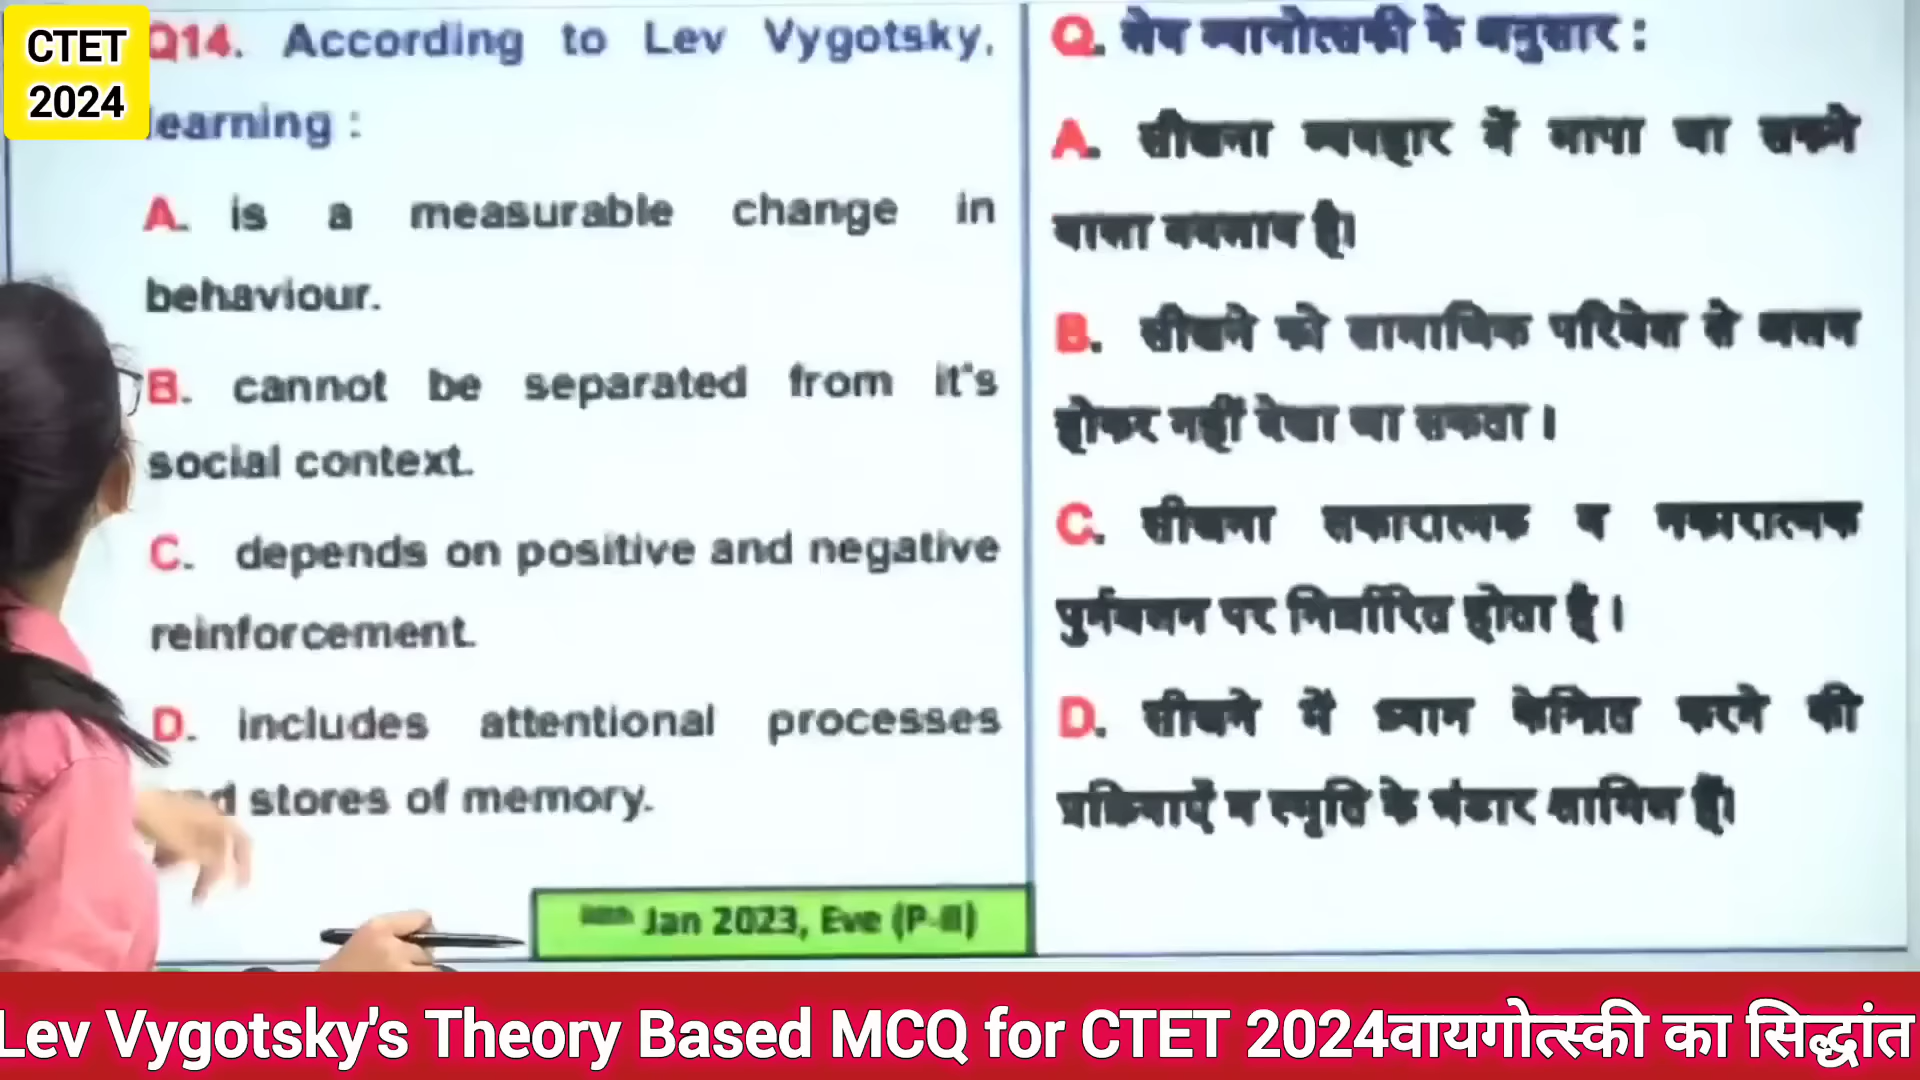 CTET
2024
Q14. According to Lev Vygotsky,
learning :
A. is a measurable change in
behaviour.
B. cannot be separated from it's
social context.
C. depends on positive and negative
reinforcement.
D. includes attentional processes
stores of memory.
Jan 2023, Eve (P-II)
Q. के अनुसार :
A. सीखना व्यवहार में मापा जा सकने
वाला बदलाव है।
B. सीखने को सामाजिक परिवेश से अलग
होकर नहीं देखा जा सकता ।
C. सीखना सकारात्मक व नकारात्मक
पुर्नबलन पर निर्धारित होता है ।
D. सीखने में ध्यान केन्द्रित करने की
प्रक्रियाएँ व स्मृति के भंडार शामिल हैं।
Lev Vygotsky's Theory Based MCQ for CTET 2024वायगोत्स्की का सिद्धांत